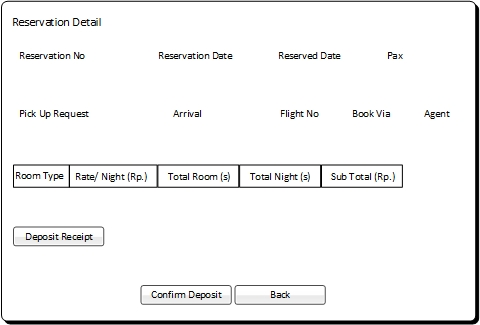 Reservation Detail
Reservation No Reservation Date Reserved Date Pax
Pick Up Request Arrival Flight No Book Via Agent
Room Type Rate/ Night (Rp.) Total Room (s) Total Night (s) Sub Total (Rp.)
Deposit Receipt
Confirm Deposit Back